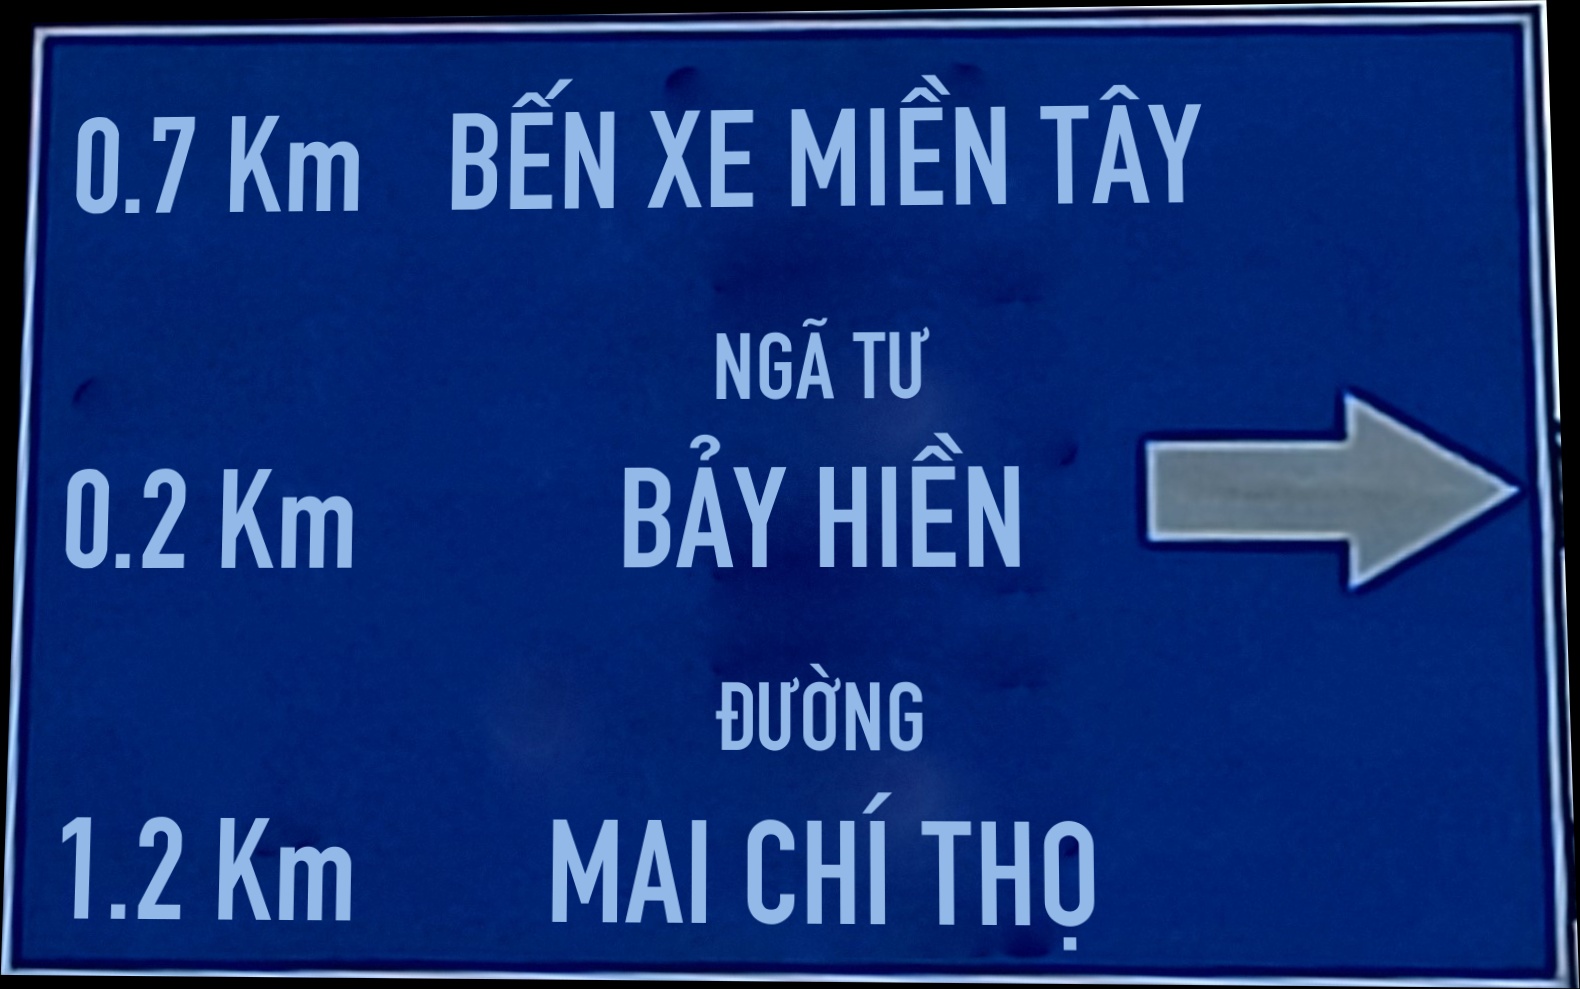 0.7 Km BẾN XE MIỀN TÂY
NGÃ TƯ
0.2 Km BẢY HIỀN
ĐƯỜNG
1.2 Km MAI CHÍ THỌ